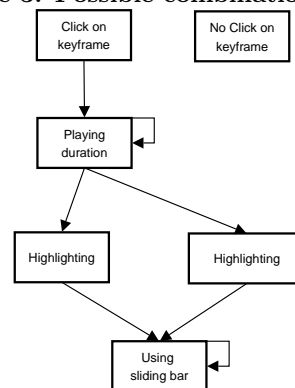 Click on
keyframe
No Click on
keyframe
Playing
duration
Highlighting
Highlighting
Using
sliding bar